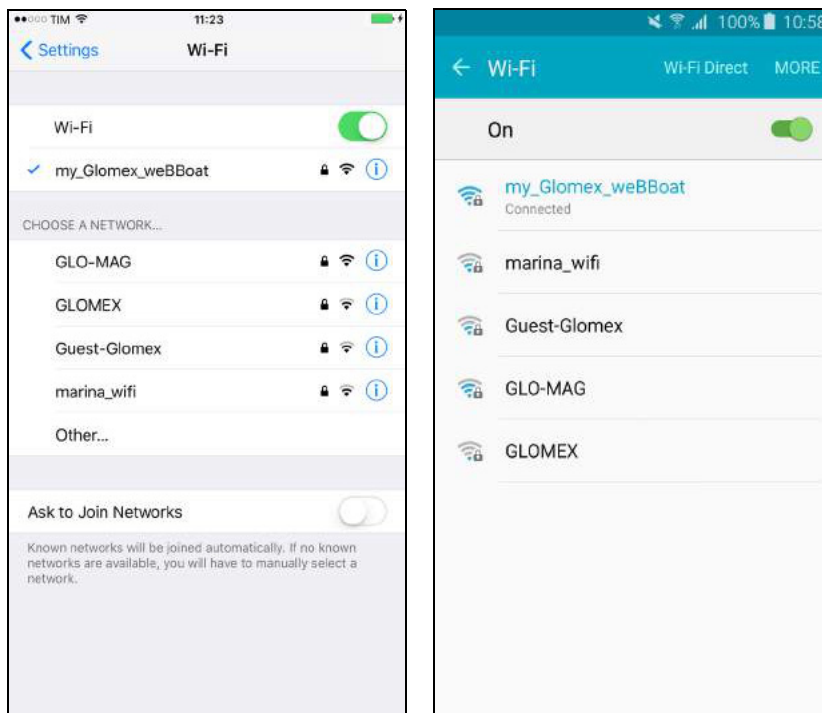 TIM 11:23
Settings Wi-Fi
Wi-Fi
my_Glomex_weBBoat
CHOOSE A NETWORK...
GLO-MAG
GLOMEX
Guest-Glomex
marina_wifi
Other...
Ask to Join Networks
Known networks will be joined automatically. If no known
networks are available, you will have to manually select a
network.
100% 10:58
Wi-Fi Wi-Fi Direct MORE
On
my_Glomex_weBBoat
Connected
marina_wifi
Guest-Glomex
GLO-MAG
GLOMEX